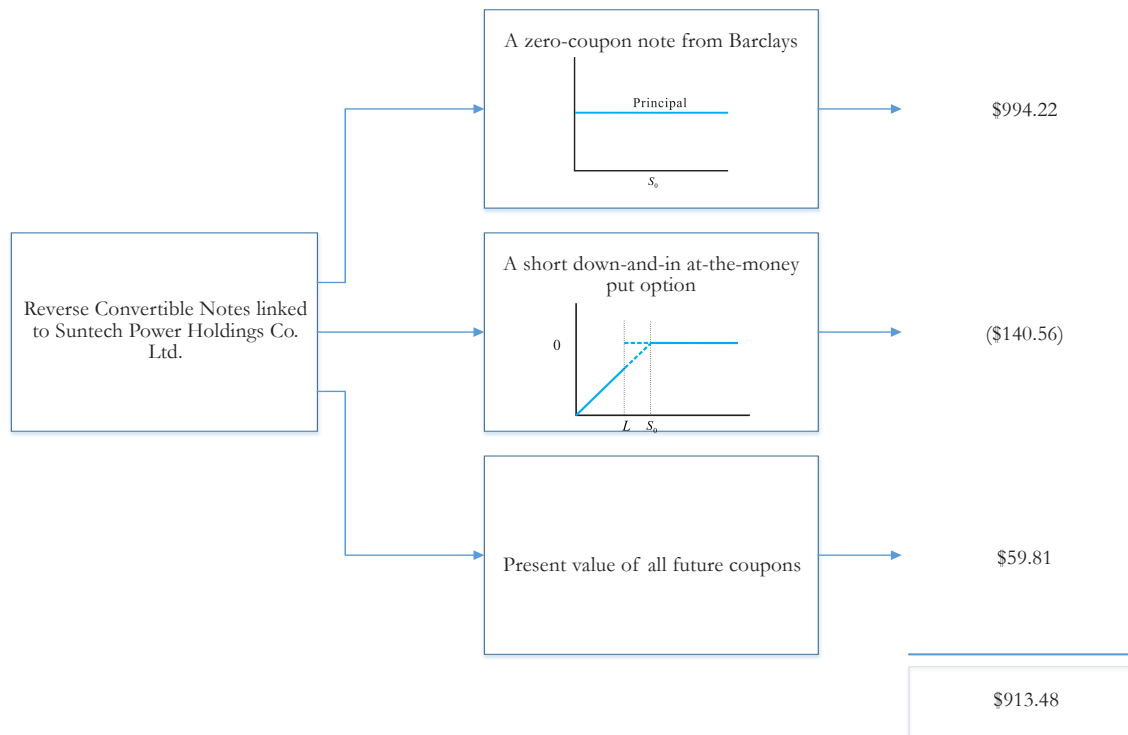 A zero-coupon note from Barclays
Principal
S₀
$994.22
Reverse Convertible Notes linked
to Suntech Power Holdings Co.
Ltd.
A short down-and-in at-the-money
put option
0
L S₀
($140.56)
Present value of all future coupons
$59.81
$913.48